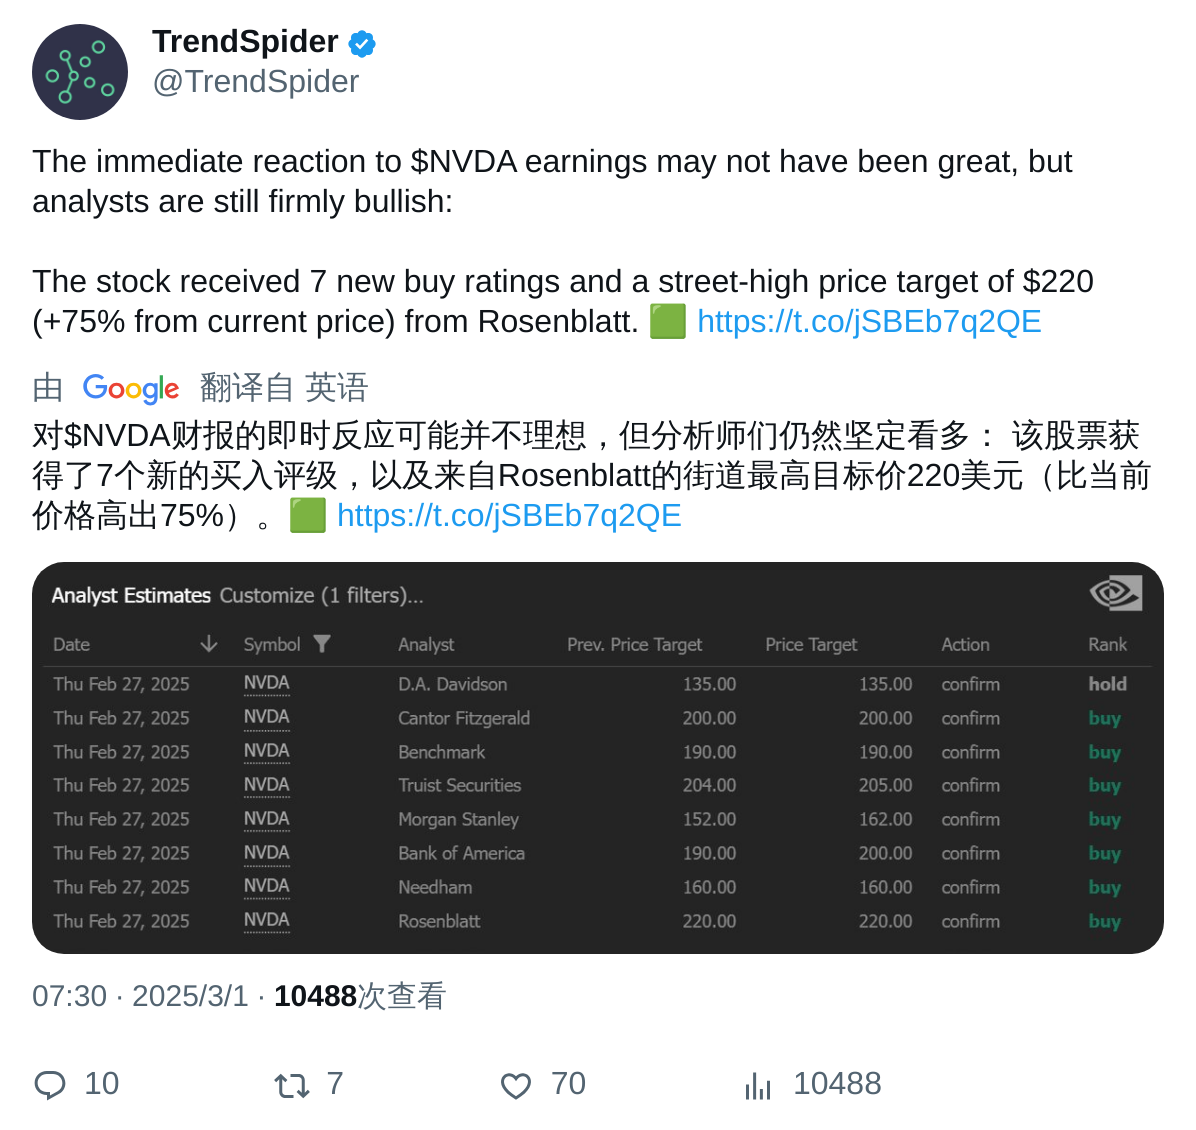 TrendSpider
@TrendSpider
The immediate reaction to $NVDA earnings may not have been great, but
analysts are still firmly bullish:
The stock received 7 new buy ratings and a street-high price target of $220
(+75% from current price) from Rosenblatt. 🟩 https://t.co/jSBEb7q2QE
由 Google 翻译自 英语
对$NVDA财报的即时反应可能并不理想，但分析师们仍然坚定看多： 该股票获
得了7个新的买入评级，以及来自Rosenblatt的街道最高目标价220美元（比当前
价格高出75%）。🟩 https://t.co/jSBEb7q2QE
Analyst Estimates Customize (1 filters)...
Date Symbol Analyst Prev. Price Target Price Target Action Rank
Thu Feb 27, 2025 NVDA D.A. Davidson 135.00 135.00 confirm hold
Thu Feb 27, 2025 NVDA Cantor Fitzgerald 200.00 200.00 confirm buy
Thu Feb 27, 2025 NVDA Benchmark 190.00 190.00 confirm buy
Thu Feb 27, 2025 NVDA Truist Securities 204.00 205.00 confirm buy
Thu Feb 27, 2025 NVDA Morgan Stanley 152.00 162.00 confirm buy
Thu Feb 27, 2025 NVDA Bank of America 190.00 200.00 confirm buy
Thu Feb 27, 2025 NVDA Needham 160.00 160.00 confirm buy
Thu Feb 27, 2025 NVDA Rosenblatt 220.00 220.00 confirm buy
07:30 · 2025/3/1 · 10488次查看
10 7 70 10488